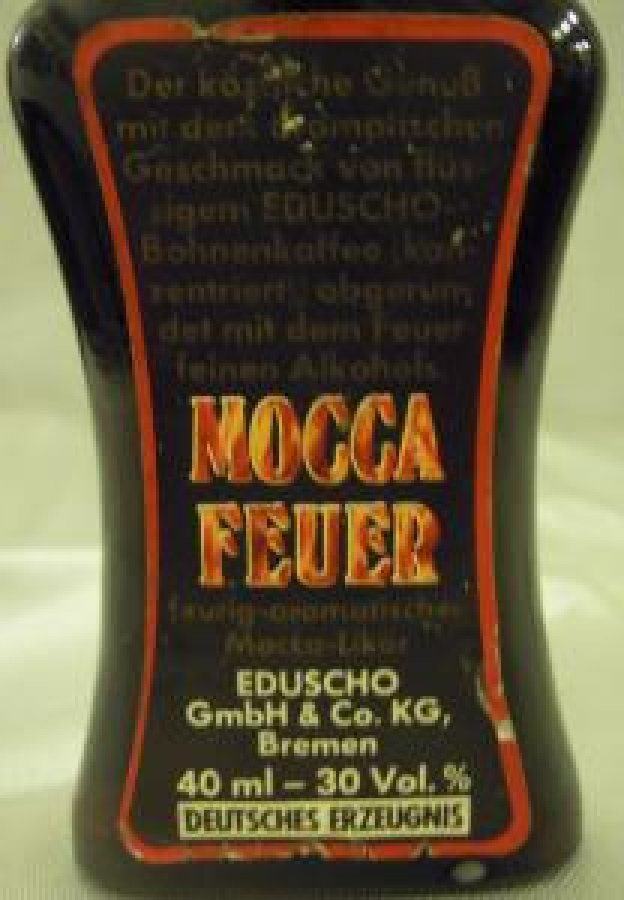 Der köstliche Genuß
mit dem
Geschmack von flüs-
sigem EDUSCHO-
Bohnenkaffee (kon-
zentriert), abgerun-
det mit dem Feuer
feinen Alkohols.
MOCCA
FEUER
feurig-aromatischer
Mocca-Likör
EDUSCHO
GmbH & Co. KG,
Bremen
40 ml – 30 Vol. %
DEUTSCHES ERZEUGNIS